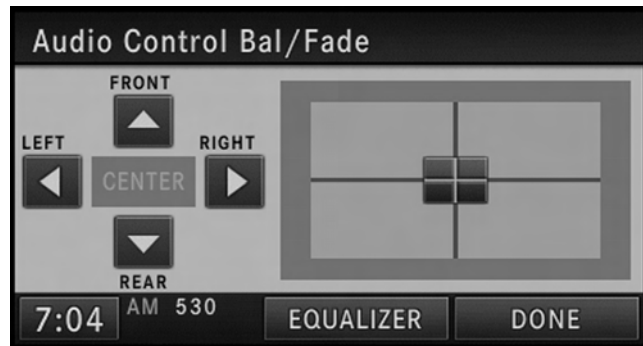 Audio Control Bal/Fade
FRONT
LEFT
RIGHT
CENTER
REAR
7:04 AM 530 EQUALIZER DONE